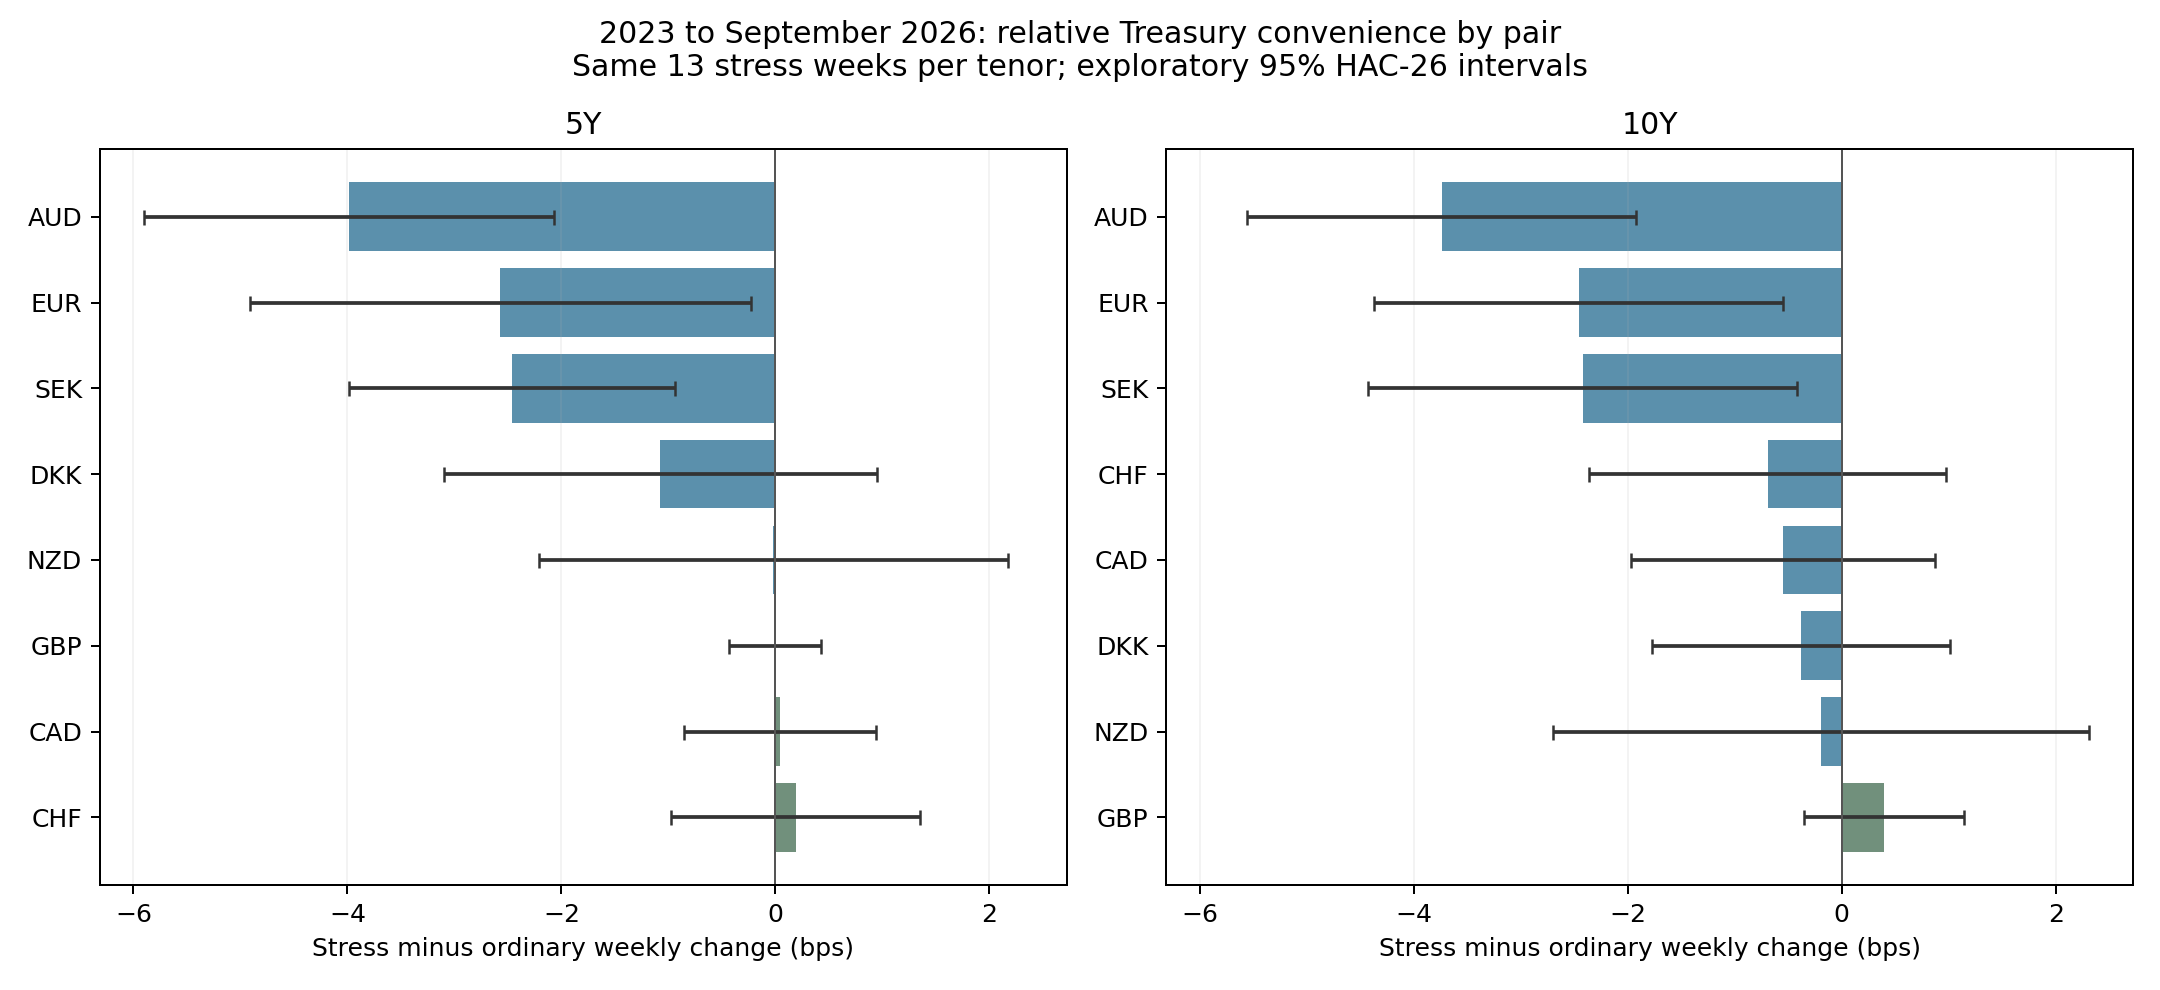 2023 to September 2026: relative Treasury convenience by pair
Same 13 stress weeks per tenor; exploratory 95% HAC-26 intervals
5Y
AUD
EUR
SEK
DKK
NZD
GBP
CAD
CHF
−6 −4 −2 0 2
Stress minus ordinary weekly change (bps)
10Y
AUD
EUR
SEK
CHF
CAD
DKK
NZD
GBP
−6 −4 −2 0 2
Stress minus ordinary weekly change (bps)